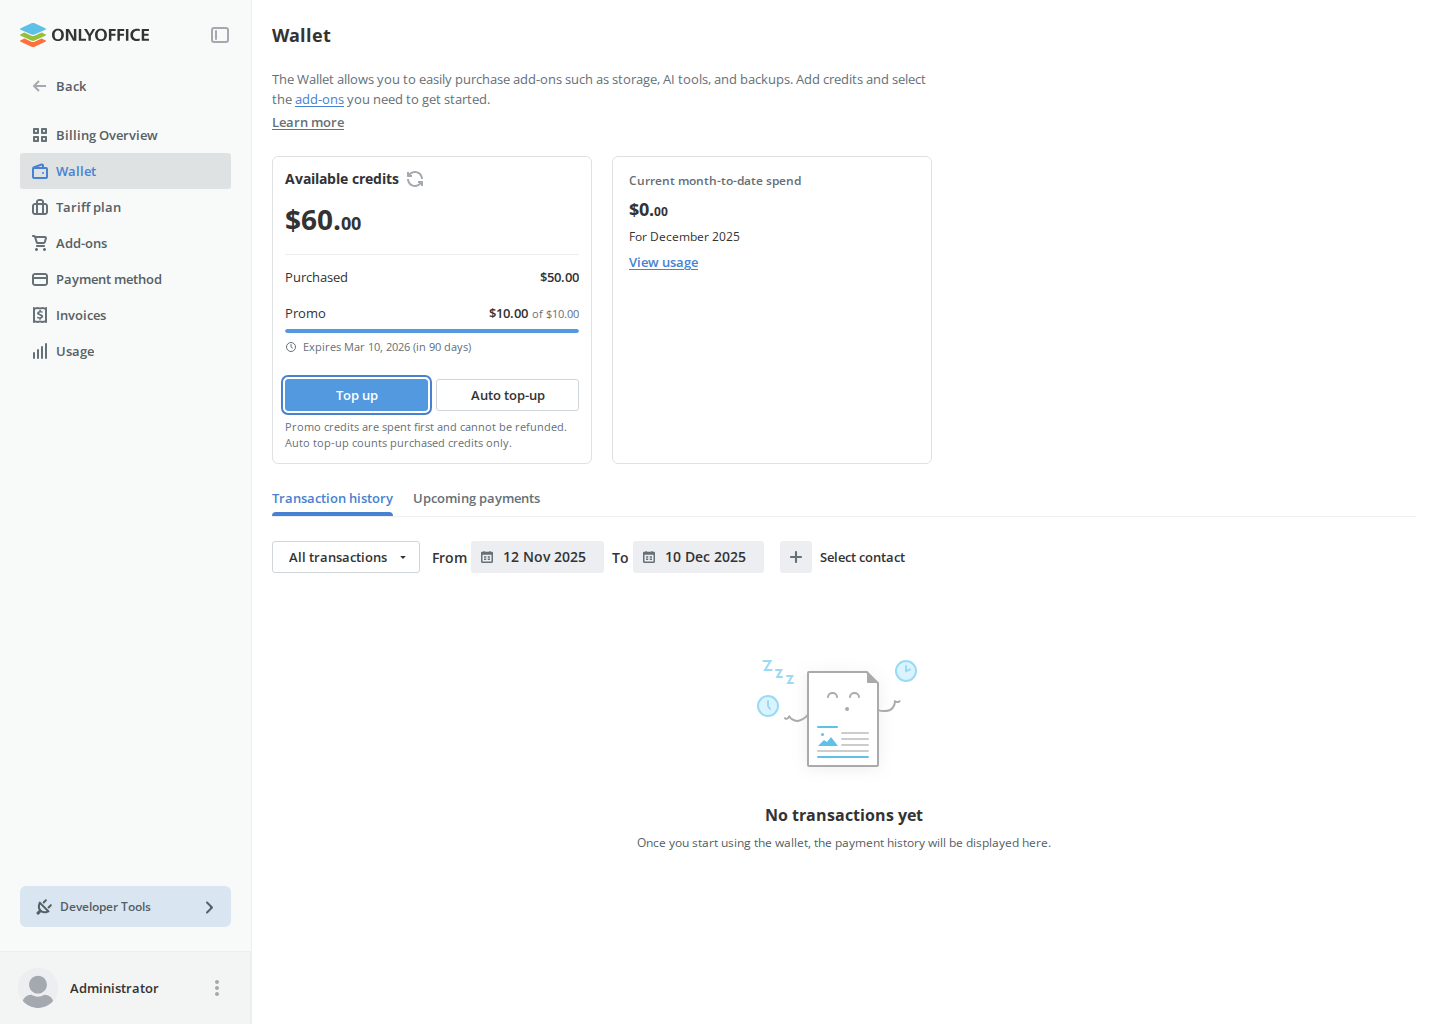 ONLYOFFICE
Back
Billing Overview
Wallet
Tariff plan
Add-ons
Payment method
Invoices
Usage
Developer Tools
Administrator
Wallet
The Wallet allows you to easily purchase add-ons such as storage, AI tools, and backups. Add credits and select
the add-ons you need to get started.
Learn more
Available credits
$60.00
Purchased $50.00
Promo $10.00 of $10.00
Expires Mar 10, 2026 (in 90 days)
Top up Auto top-up
Promo credits are spent first and cannot be refunded.
Auto top-up counts purchased credits only.
Current month-to-date spend
$0.00
For December 2025
View usage
Transaction history Upcoming payments
All transactions From 12 Nov 2025 To 10 Dec 2025 Select contact
Z z z
No transactions yet
Once you start using the wallet, the payment history will be displayed here.